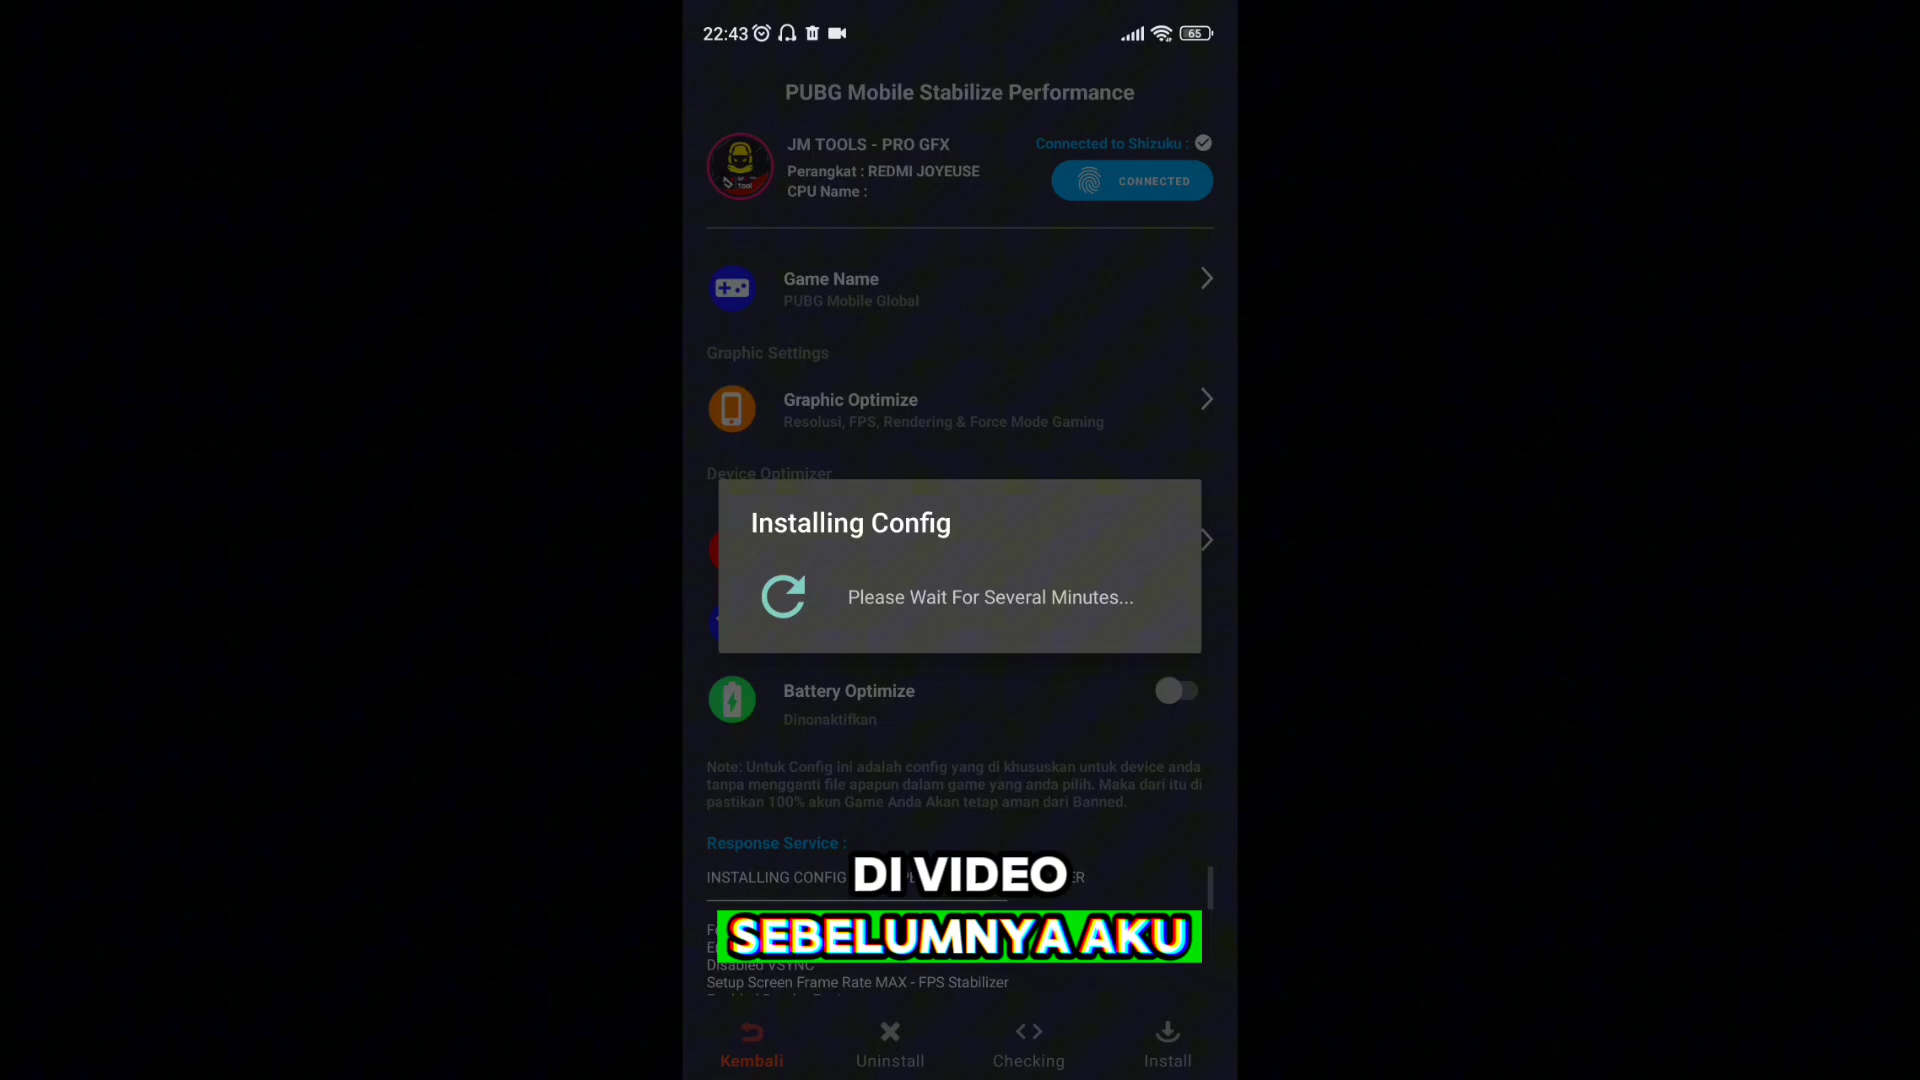 22:43
65
PUBG Mobile Stabilize Performance
JM TOOLS - PRO GFX
Connected to Shizuku :
Perangkat : REDMI JOYEUSE
CONNECTED
CPU Name :
Game Name
PUBG Mobile Global
Graphic Settings
Graphic Optimize
Resolusi, FPS, Rendering & Force Mode Gaming
Device Optimizer
Installing Config
Please Wait For Several Minutes...
Battery Optimize
Dinonaktifkan
Note: Untuk Config ini adalah config yang di khususkan untuk device anda
tanpa mengganti file apapun dalam game yang anda pilih. Maka dari itu di
pastikan 100% akun Game Anda Akan tetap aman dari Banned.
Response Service :
INSTALLING CONFIG
DI VIDEO
SEBELUMNYA AKU
Disabled VSYNC
Setup Screen Frame Rate MAX - FPS Stabilizer
Kembali
Uninstall
Checking
Install